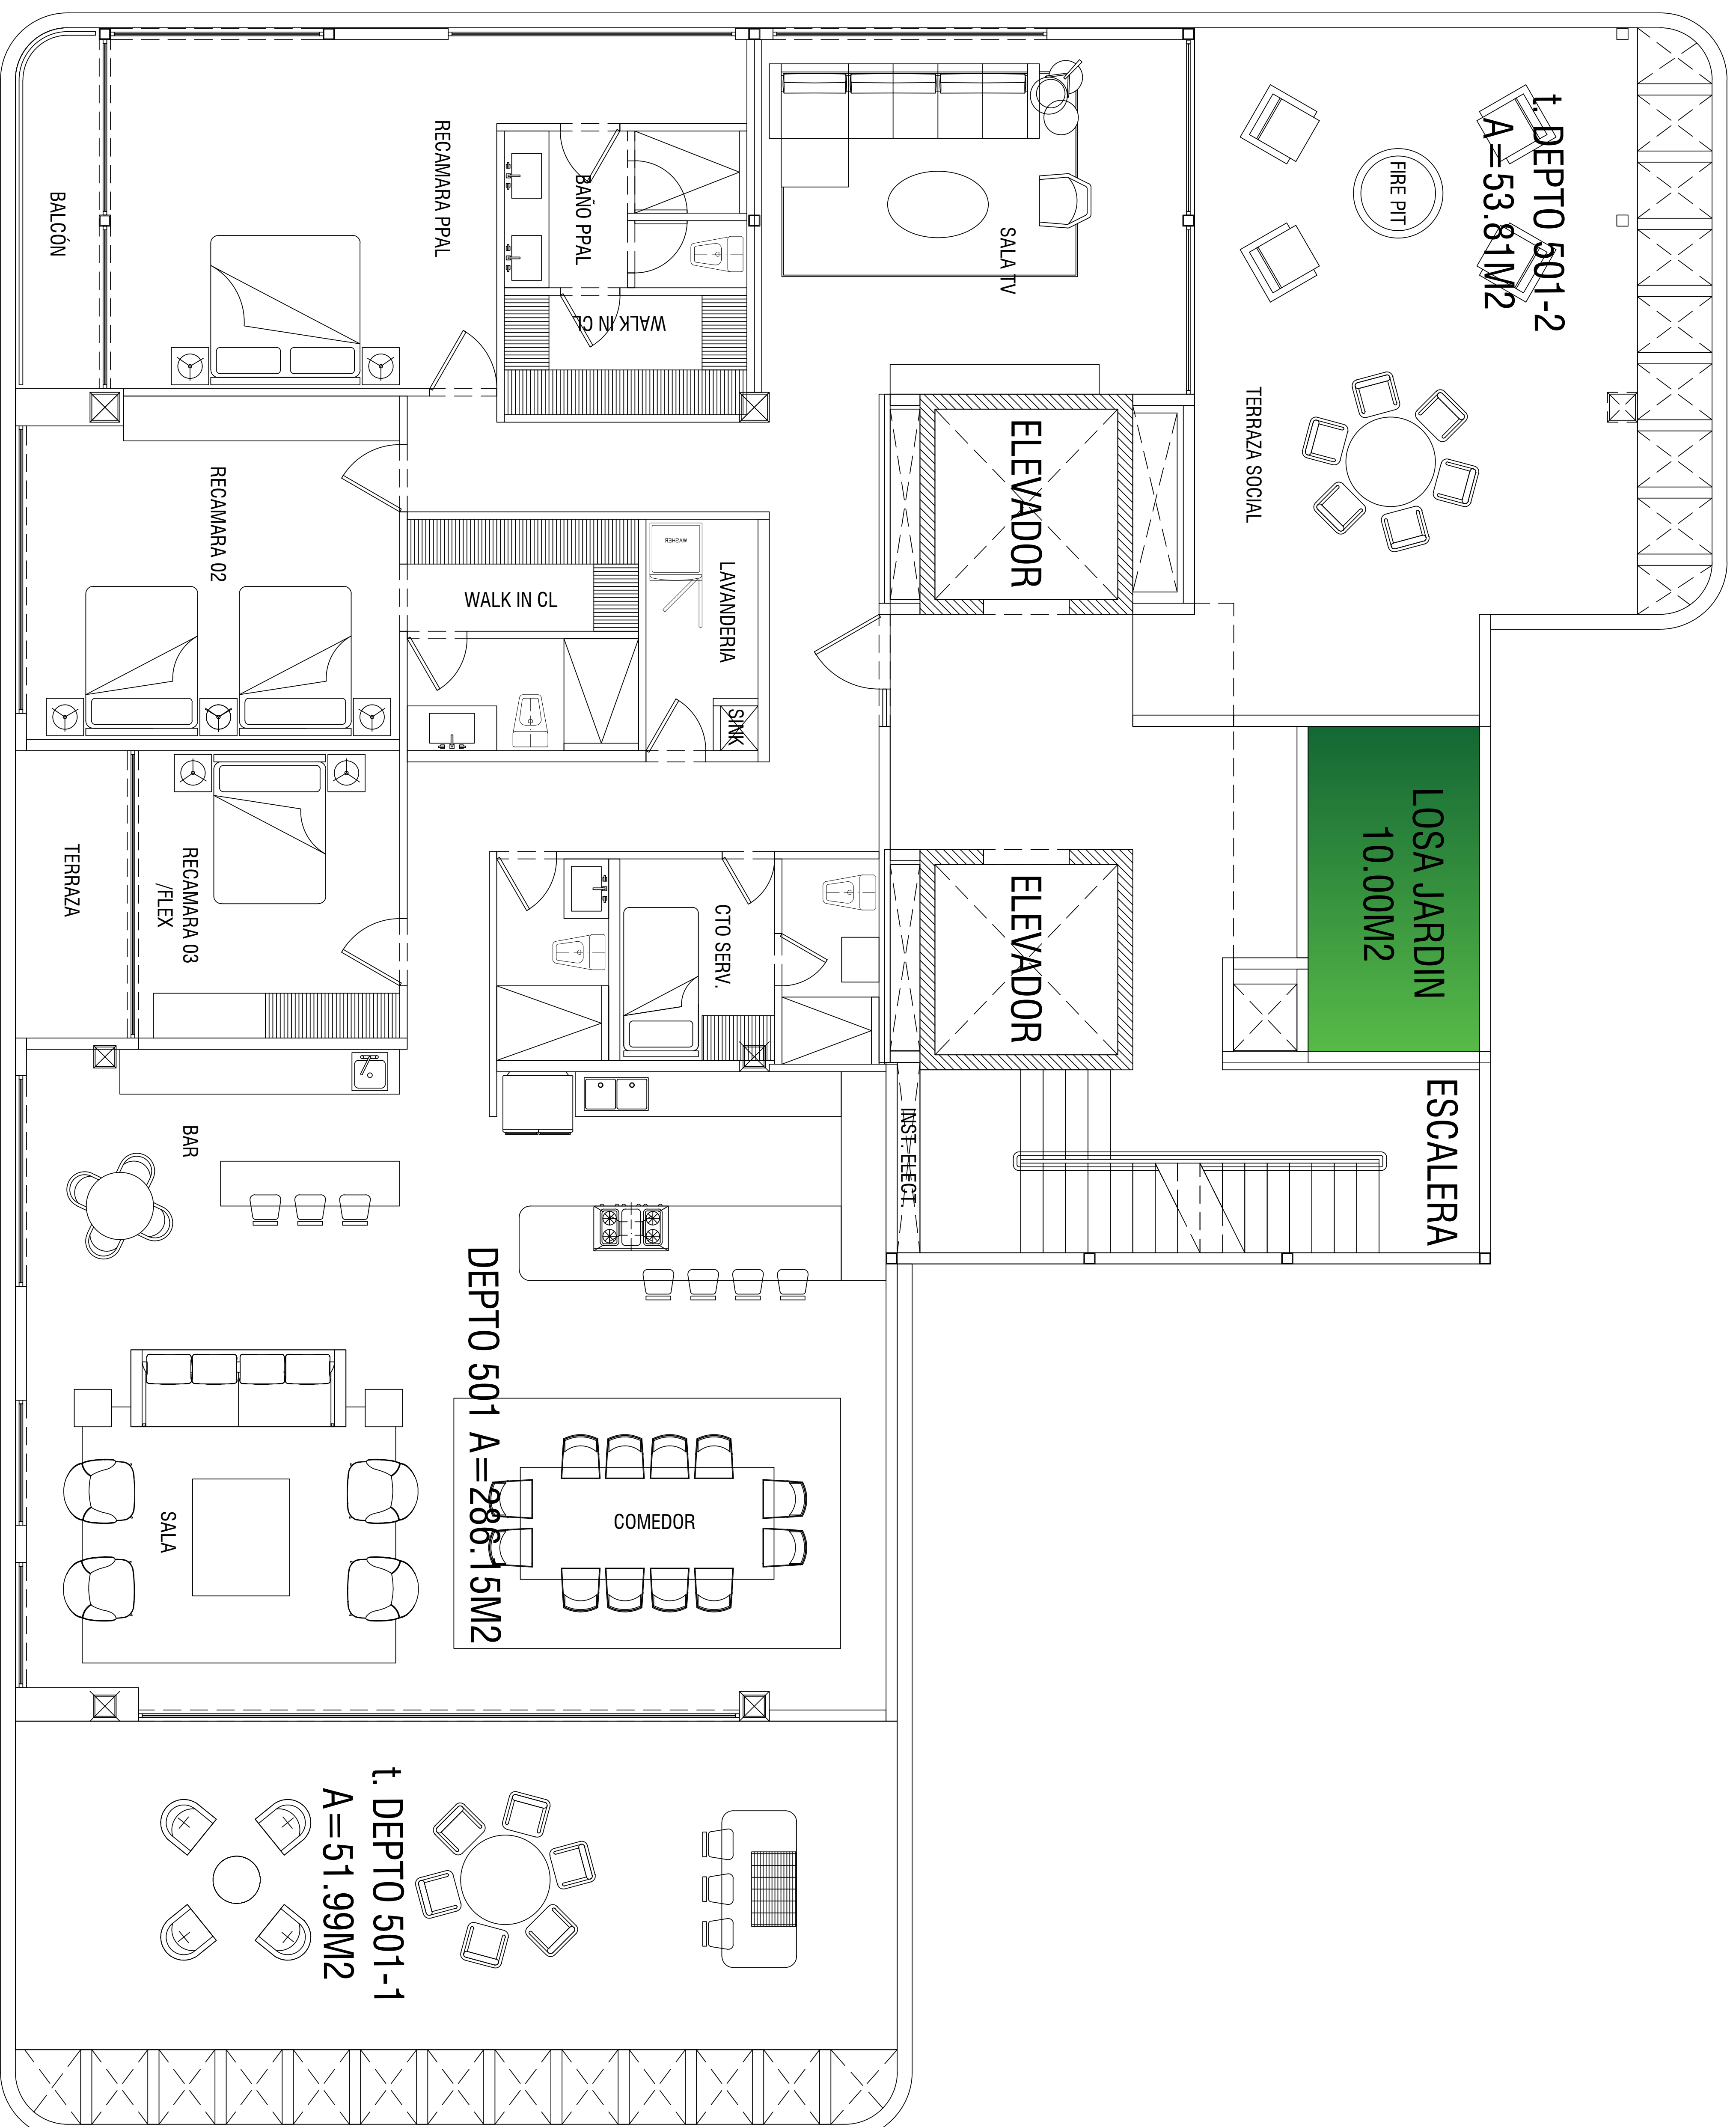 t. DEPTO 501-2
A=53.81M2
FIRE PIT
TERRAZA SOCIAL
SALA TV
BAÑO PPAL
RECAMARA PPAL
BALCÓN
WALK IN CL
ELEVADOR
RECAMARA 02
WALK IN CL
WASHER
LAVANDERIA
SINK
LOSA JARDIN
10.00M2
ELEVADOR
CTO SERV.
RECAMARA 03
/FLEX
TERRAZA
ESCALERA
INST. ELECT.
BAR
DEPTO 501 A=286.15M2
COMEDOR
SALA
t. DEPTO 501-1
A=51.99M2